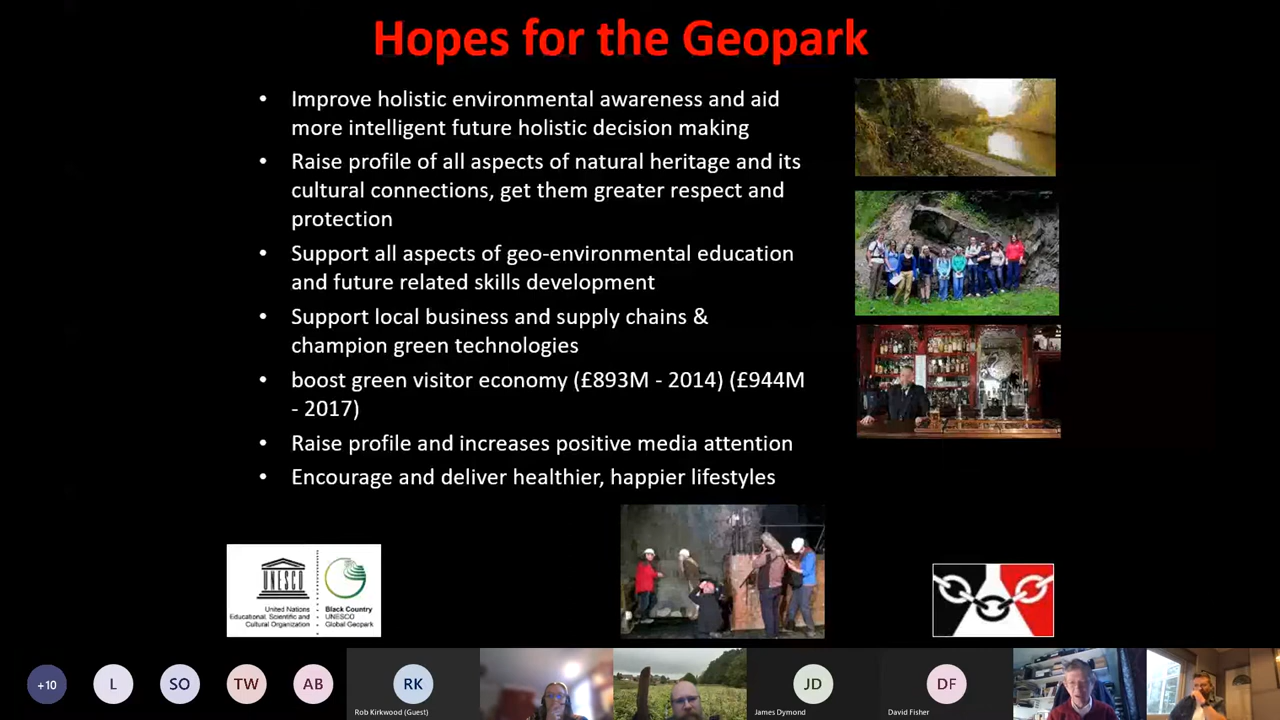 Hopes for the Geopark
• Improve holistic environmental awareness and aid
more intelligent future holistic decision making
• Raise profile of all aspects of natural heritage and its
cultural connections, get them greater respect and
protection
• Support all aspects of geo-environmental education
and future related skills development
• Support local business and supply chains &
champion green technologies
• boost green visitor economy (£893M - 2014) (£944M
- 2017)
• Raise profile and increases positive media attention
• Encourage and deliver healthier, happier lifestyles
UNESCO
United Nations
Educational, Scientific and
Cultural Organization
Black Country
UNESCO
Global Geopark
+10
L
SO
TW
AB
RK
Rob Kirkwood (Guest)
JD
James Dymond
DF
David Fisher